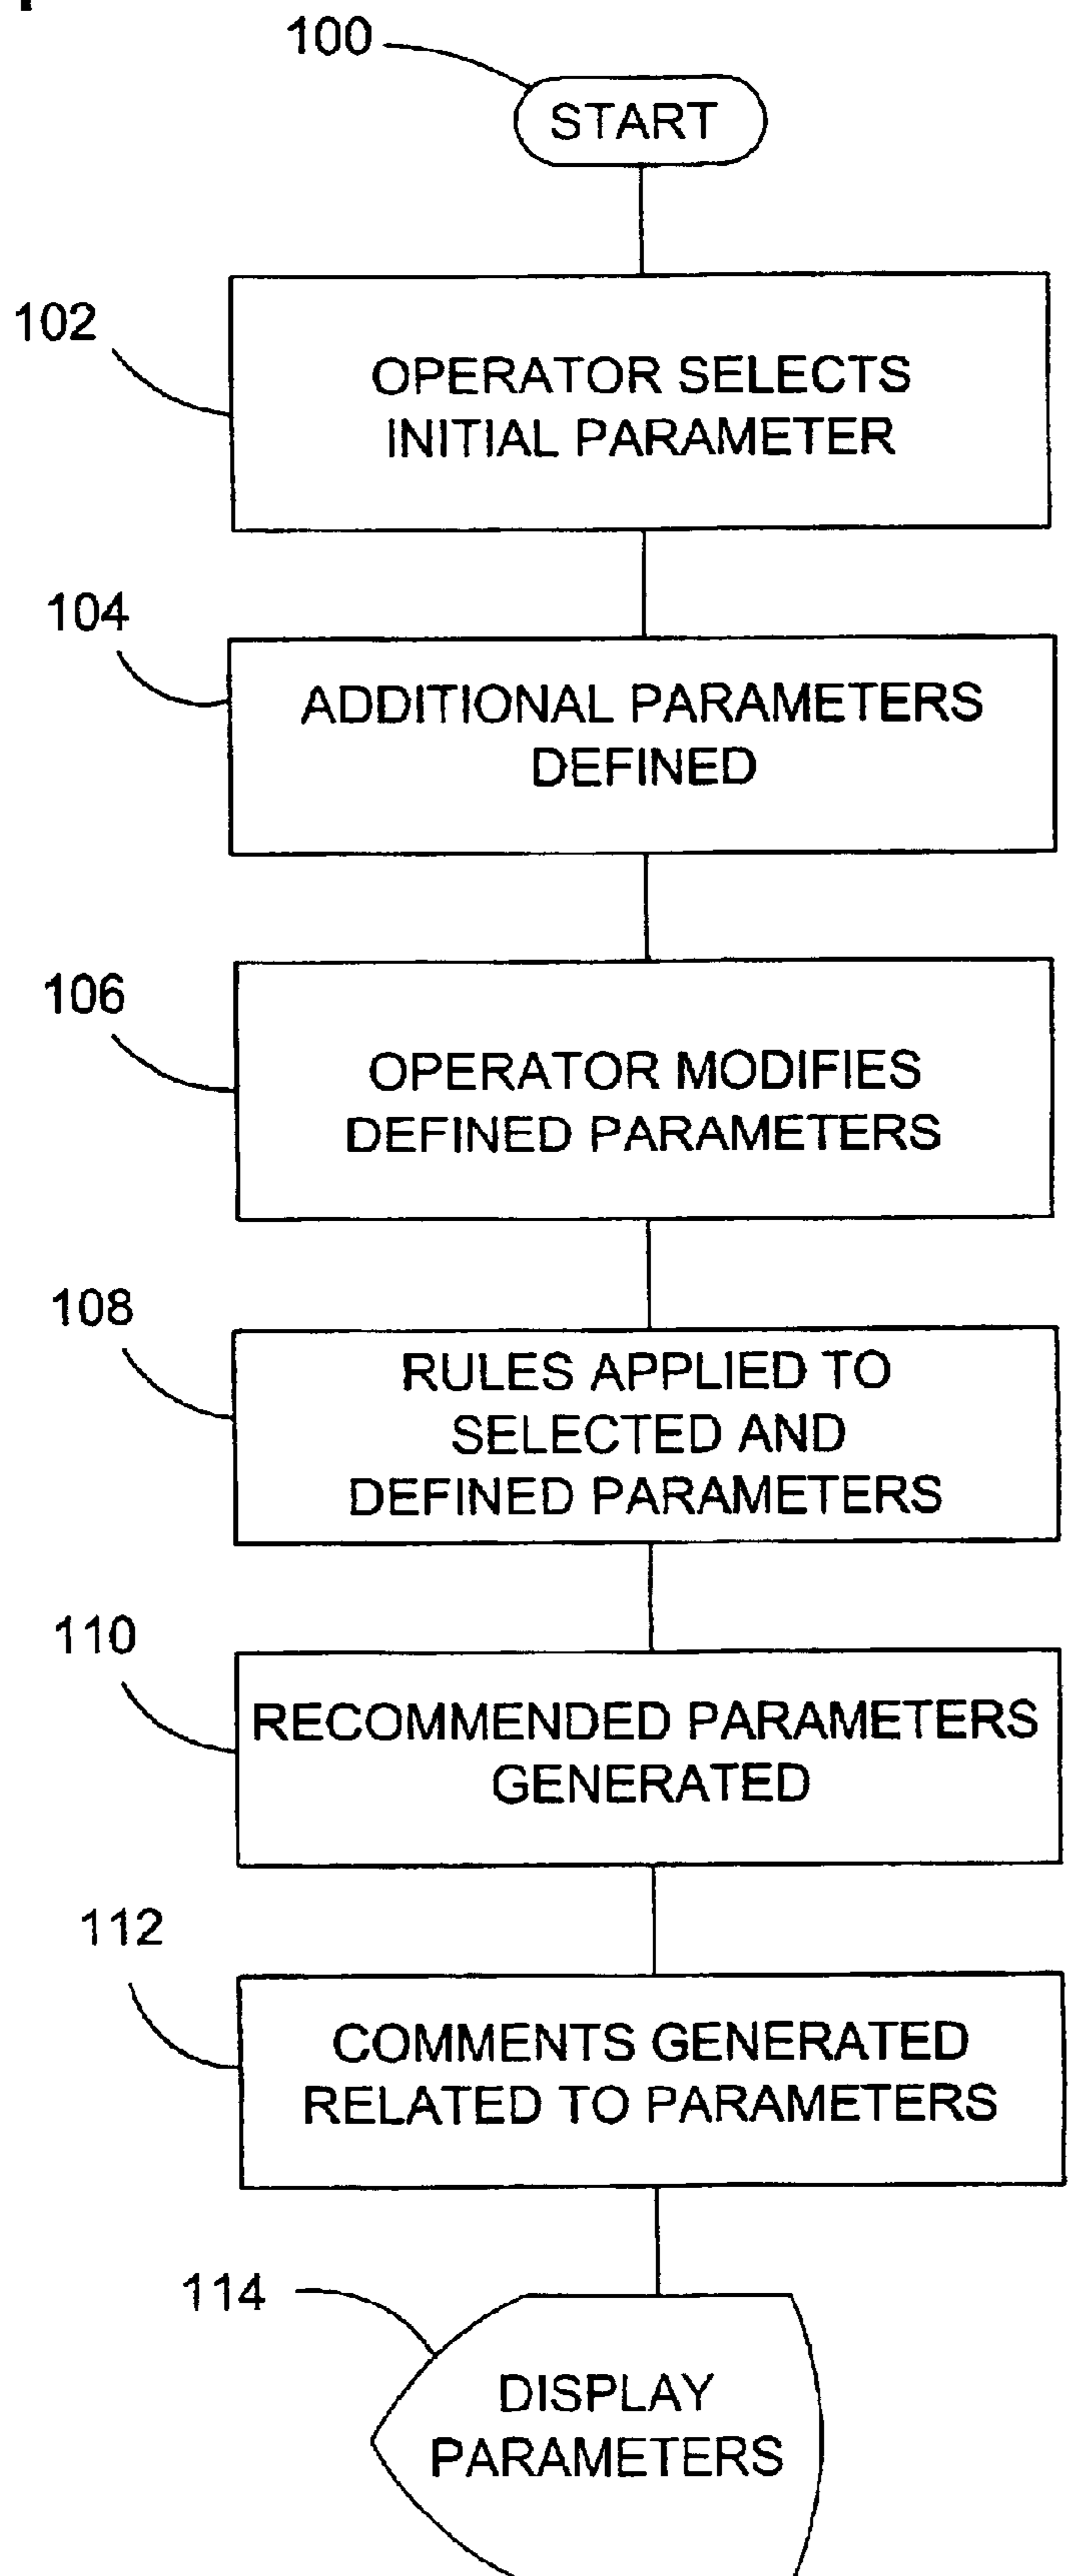 100
START
102
OPERATOR SELECTS
INITIAL PARAMETER
104
ADDITIONAL PARAMETERS
DEFINED
106
OPERATOR MODIFIES
DEFINED PARAMETERS
108
RULES APPLIED TO
SELECTED AND
DEFINED PARAMETERS
110
RECOMMENDED PARAMETERS
GENERATED
112
COMMENTS GENERATED
RELATED TO PARAMETERS
114
DISPLAY
PARAMETERS